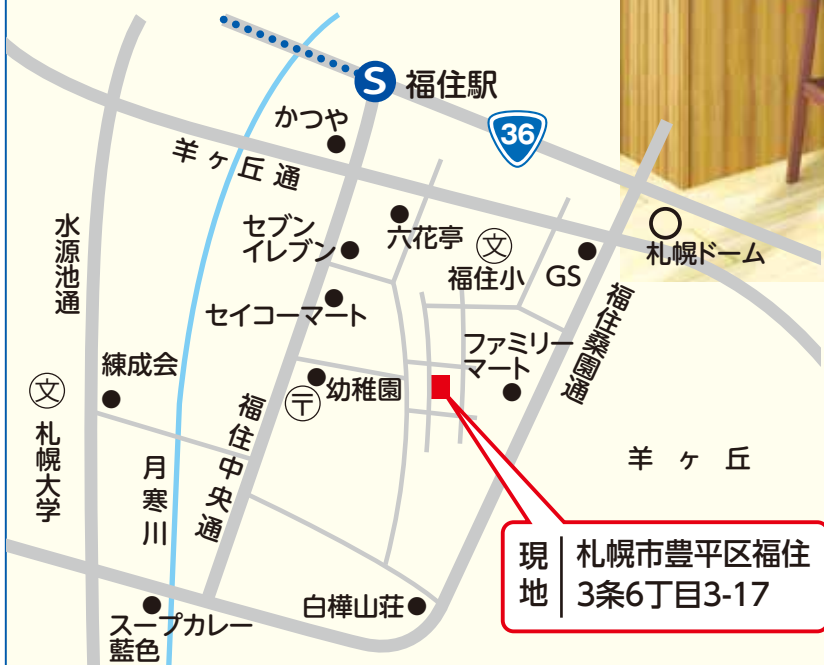 S 福住駅
かつや
36
羊ヶ丘通
水源池通
セブン
イレブン
六花亭
文
福住小
GS
札幌ドーム
セイコーマート
福住桑園通
練成会
ファミリー
マート
〒
幼稚園
文
札幌大学
福住中央通
月寒川
羊ヶ丘
現地
札幌市豊平区福住
3条6丁目3-17
白樺山荘
スープカレー
藍色